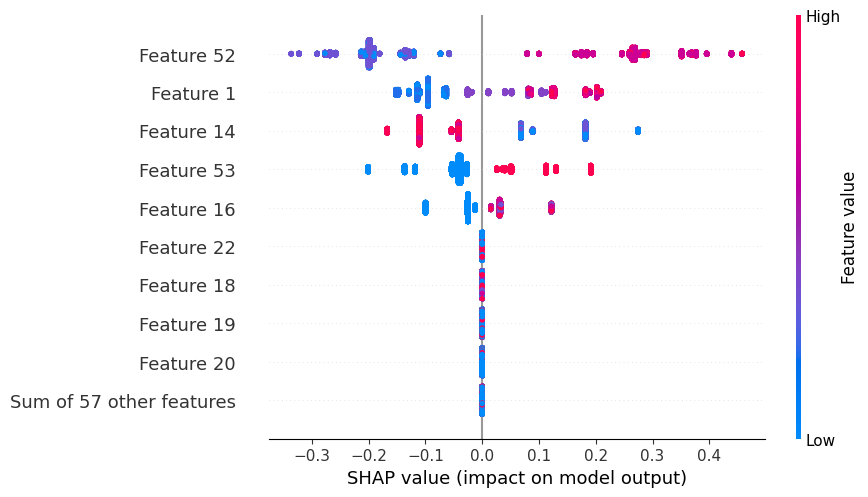 High
Feature 52
Feature 1
Feature 14
Feature 53
Feature 16
Feature 22
Feature 18
Feature 19
Feature 20
Sum of 57 other features
Feature value
Low
−0.3 −0.2 −0.1 0.0 0.1 0.2 0.3 0.4
SHAP value (impact on model output)